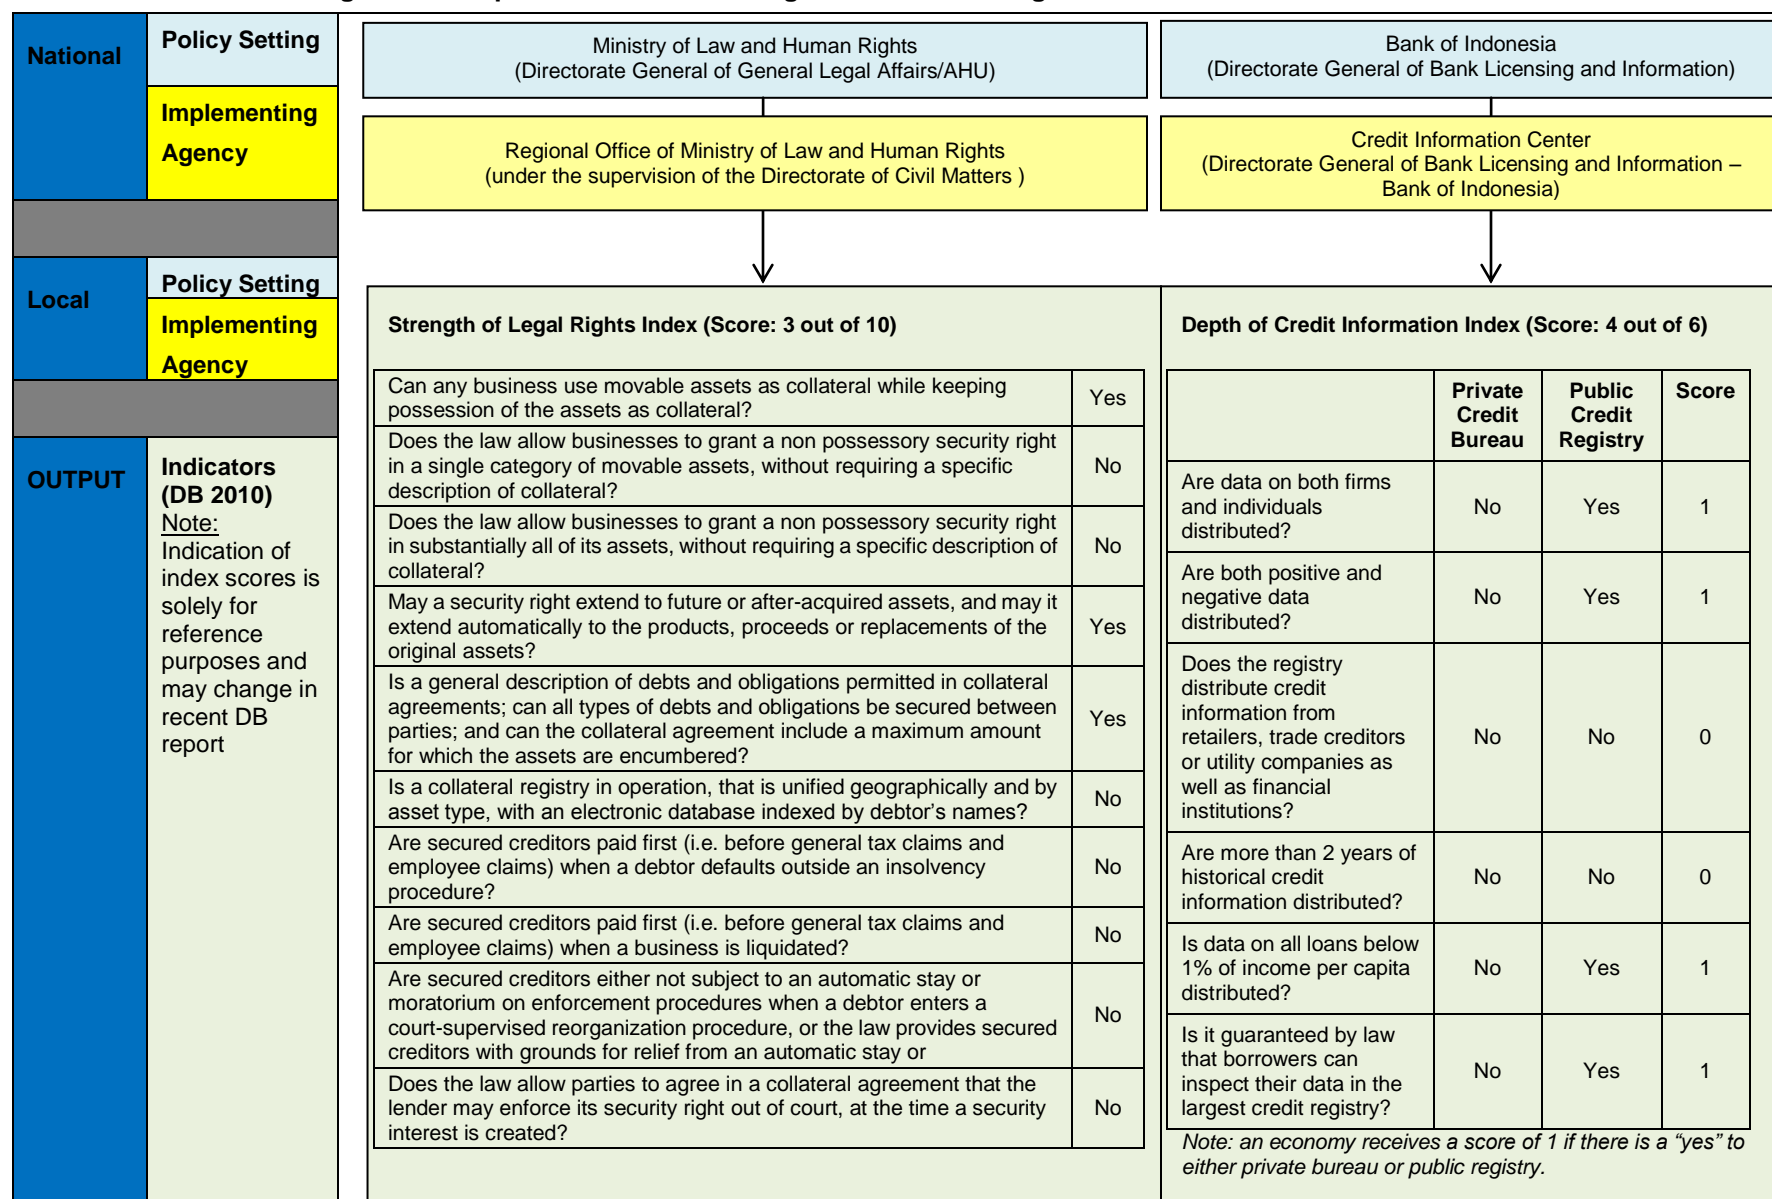 National
Policy Setting
Implementing
Agency
Ministry of Law and Human Rights
(Directorate General of General Legal Affairs/AHU)
Bank of Indonesia
(Directorate General of Bank Licensing and Information)
Regional Office of Ministry of Law and Human Rights
(under the supervision of the Directorate of Civil Matters )
Credit Information Center
(Directorate General of Bank Licensing and Information –
Bank of Indonesia)
Local
Policy Setting
Implementing
Agency
OUTPUT
Indicators
(DB 2010)
Note:
Indication of
index scores is
solely for
reference
purposes and
may change in
recent DB
report
Strength of Legal Rights Index (Score: 3 out of 10)
Can any business use movable assets as collateral while keeping
possession of the assets as collateral?
Yes
Does the law allow businesses to grant a non possessory security right
in a single category of movable assets, without requiring a specific
description of collateral?
No
Does the law allow businesses to grant a non possessory security right
in substantially all of its assets, without requiring a specific description of
collateral?
No
May a security right extend to future or after-acquired assets, and may it
extend automatically to the products, proceeds or replacements of the
original assets?
Yes
Is a general description of debts and obligations permitted in collateral
agreements; can all types of debts and obligations be secured between
parties; and can the collateral agreement include a maximum amount
for which the assets are encumbered?
Yes
Is a collateral registry in operation, that is unified geographically and by
asset type, with an electronic database indexed by debtor’s names?
No
Are secured creditors paid first (i.e. before general tax claims and
employee claims) when a debtor defaults outside an insolvency
procedure?
No
Are secured creditors paid first (i.e. before general tax claims and
employee claims) when a business is liquidated?
No
Are secured creditors either not subject to an automatic stay or
moratorium on enforcement procedures when a debtor enters a
court-supervised reorganization procedure, or the law provides secured
creditors with grounds for relief from an automatic stay or
No
Does the law allow parties to agree in a collateral agreement that the
lender may enforce its security right out of court, at the time a security
interest is created?
No
Depth of Credit Information Index (Score: 4 out of 6)
Private
Credit
Bureau
Public
Credit
Registry
Score
Are data on both firms
and individuals
distributed?
No
Yes
1
Are both positive and
negative data
distributed?
No
Yes
1
Does the registry
distribute credit
information from
retailers, trade creditors
or utility companies as
well as financial
institutions?
No
No
0
Are more than 2 years of
historical credit
information distributed?
No
No
0
Is data on all loans below
1% of income per capita
distributed?
No
Yes
1
Is it guaranteed by law
that borrowers can
inspect their data in the
largest credit registry?
No
Yes
1
Note: an economy receives a score of 1 if there is a “yes” to
either private bureau or public registry.